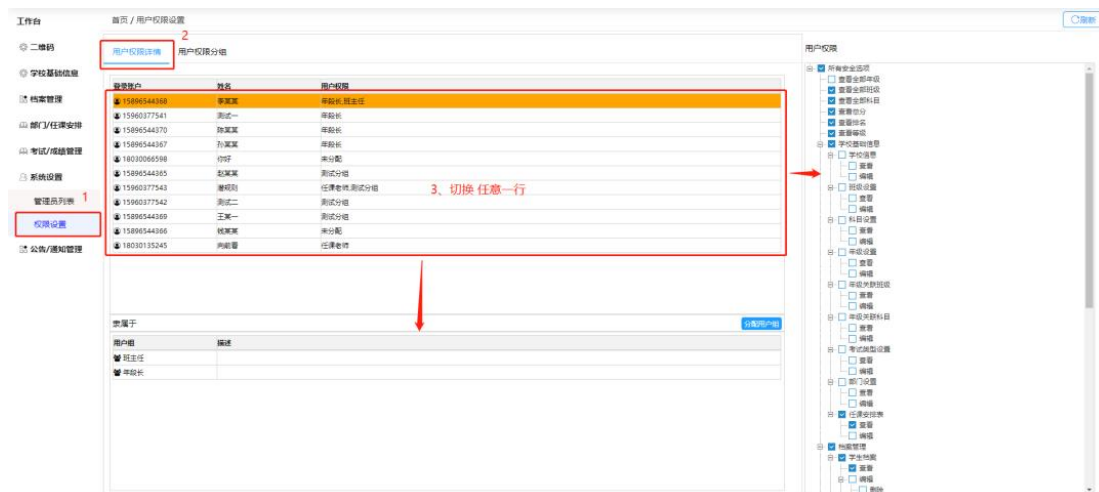 工作台
首页 / 用户权限设置
刷新
二维码
学校基础信息
档案管理
部门/任课安排
考试/成绩管理
系统设置
管理员列表
1
权限设置
公告/通知管理
2
用户权限详情 用户权限分组
登录账户 姓名 用户权限
15896544368 李某某 年段长,班主任
15960377541 测试一 年段长
15896544370 陈某某 年段长
15896544367 孙某某 年段长
18030066598 你好 未分配
15896544365 赵某某 测试分组
15960377543 潜规则 任课老师,测试分组
15960377542 测试二 测试分组
15896544369 王某一 测试分组
15896544366 钱某某 未分配
18030135245 向前看 任课老师
3、切换 任意一行
隶属于
分配用户组
用户组 描述
班主任
年段长
用户权限
所有安全选项
查看全部年级
查看全部班级
查看全部科目
查看总分
查看排名
查看等级
学校基础信息
学校信息
查看
编辑
班级设置
查看
编辑
科目设置
查看
编辑
年级设置
查看
编辑
年级关联班级
查看
编辑
年级关联科目
查看
编辑
考试类型设置
查看
编辑
部门设置
查看
编辑
任课安排表
查看
编辑
档案管理
学生档案
查看
编辑
删除